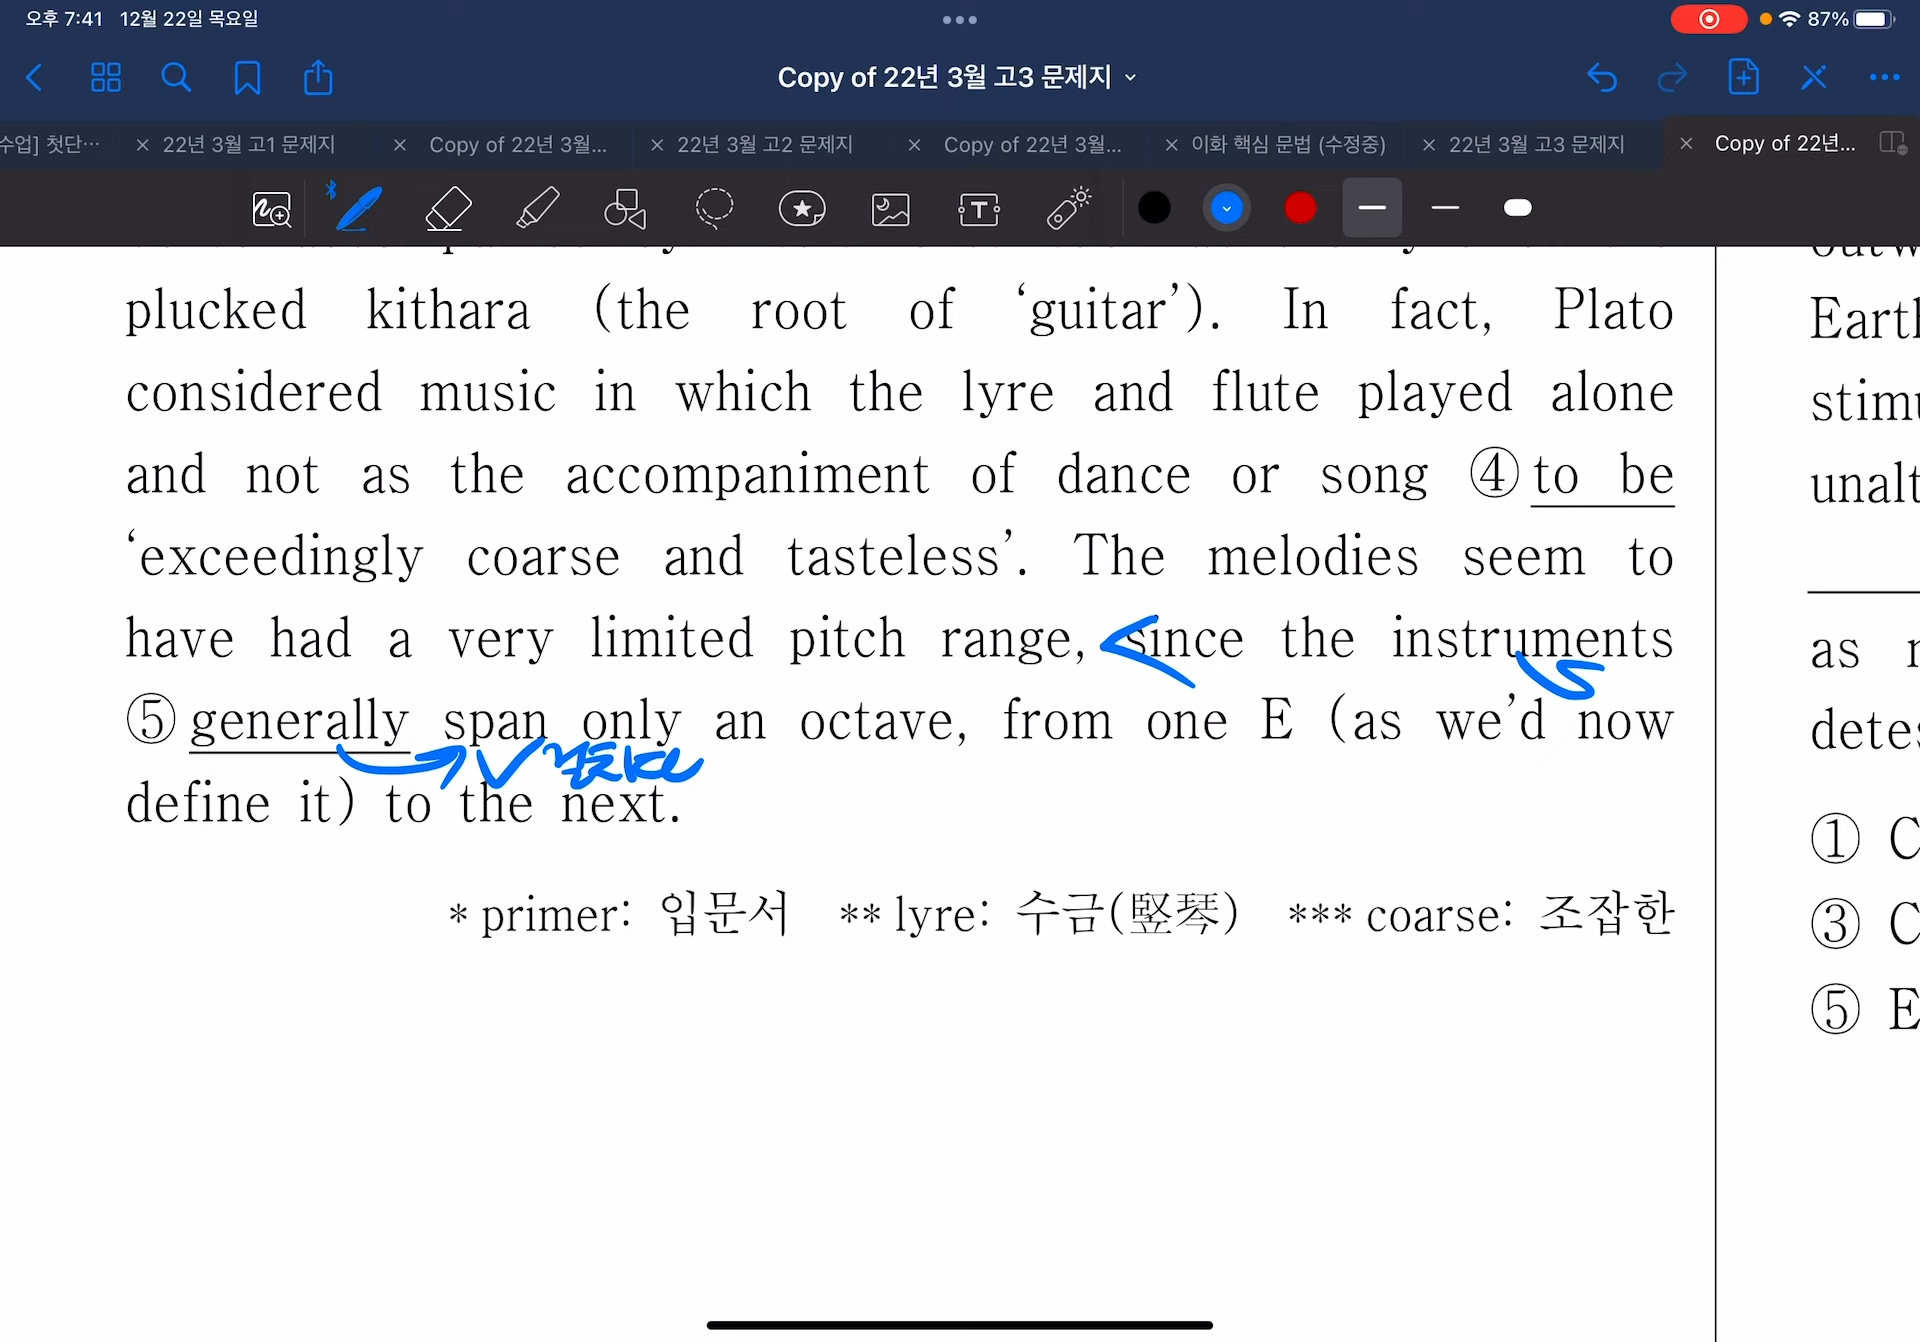 오후 7:41 12월 22일 목요일
87%
Copy of 22년 3월 고3 문제지
수업] 첫단…
22년 3월 고1 문제지
Copy of 22년 3월...
22년 3월 고2 문제지
Copy of 22년 3월...
이화 핵심 문법 (수정중)
22년 3월 고3 문제지
Copy of 22년...
plucked kithara (the root of ‘guitar’). In fact, Plato
considered music in which the lyre and flute played alone
and not as the accompaniment of dance or song ④ to be
‘exceedingly coarse and tasteless’. The melodies seem to
have had a very limited pitch range, since the instruments
S
⑤ generally span only an octave, from one E (as we’d now
V
define it) to the next.
* primer: 입문서 ** lyre: 수금(竪琴) *** coarse: 조잡한
Eart
stim
unalt
as
detes
① C
③ C
⑤ E